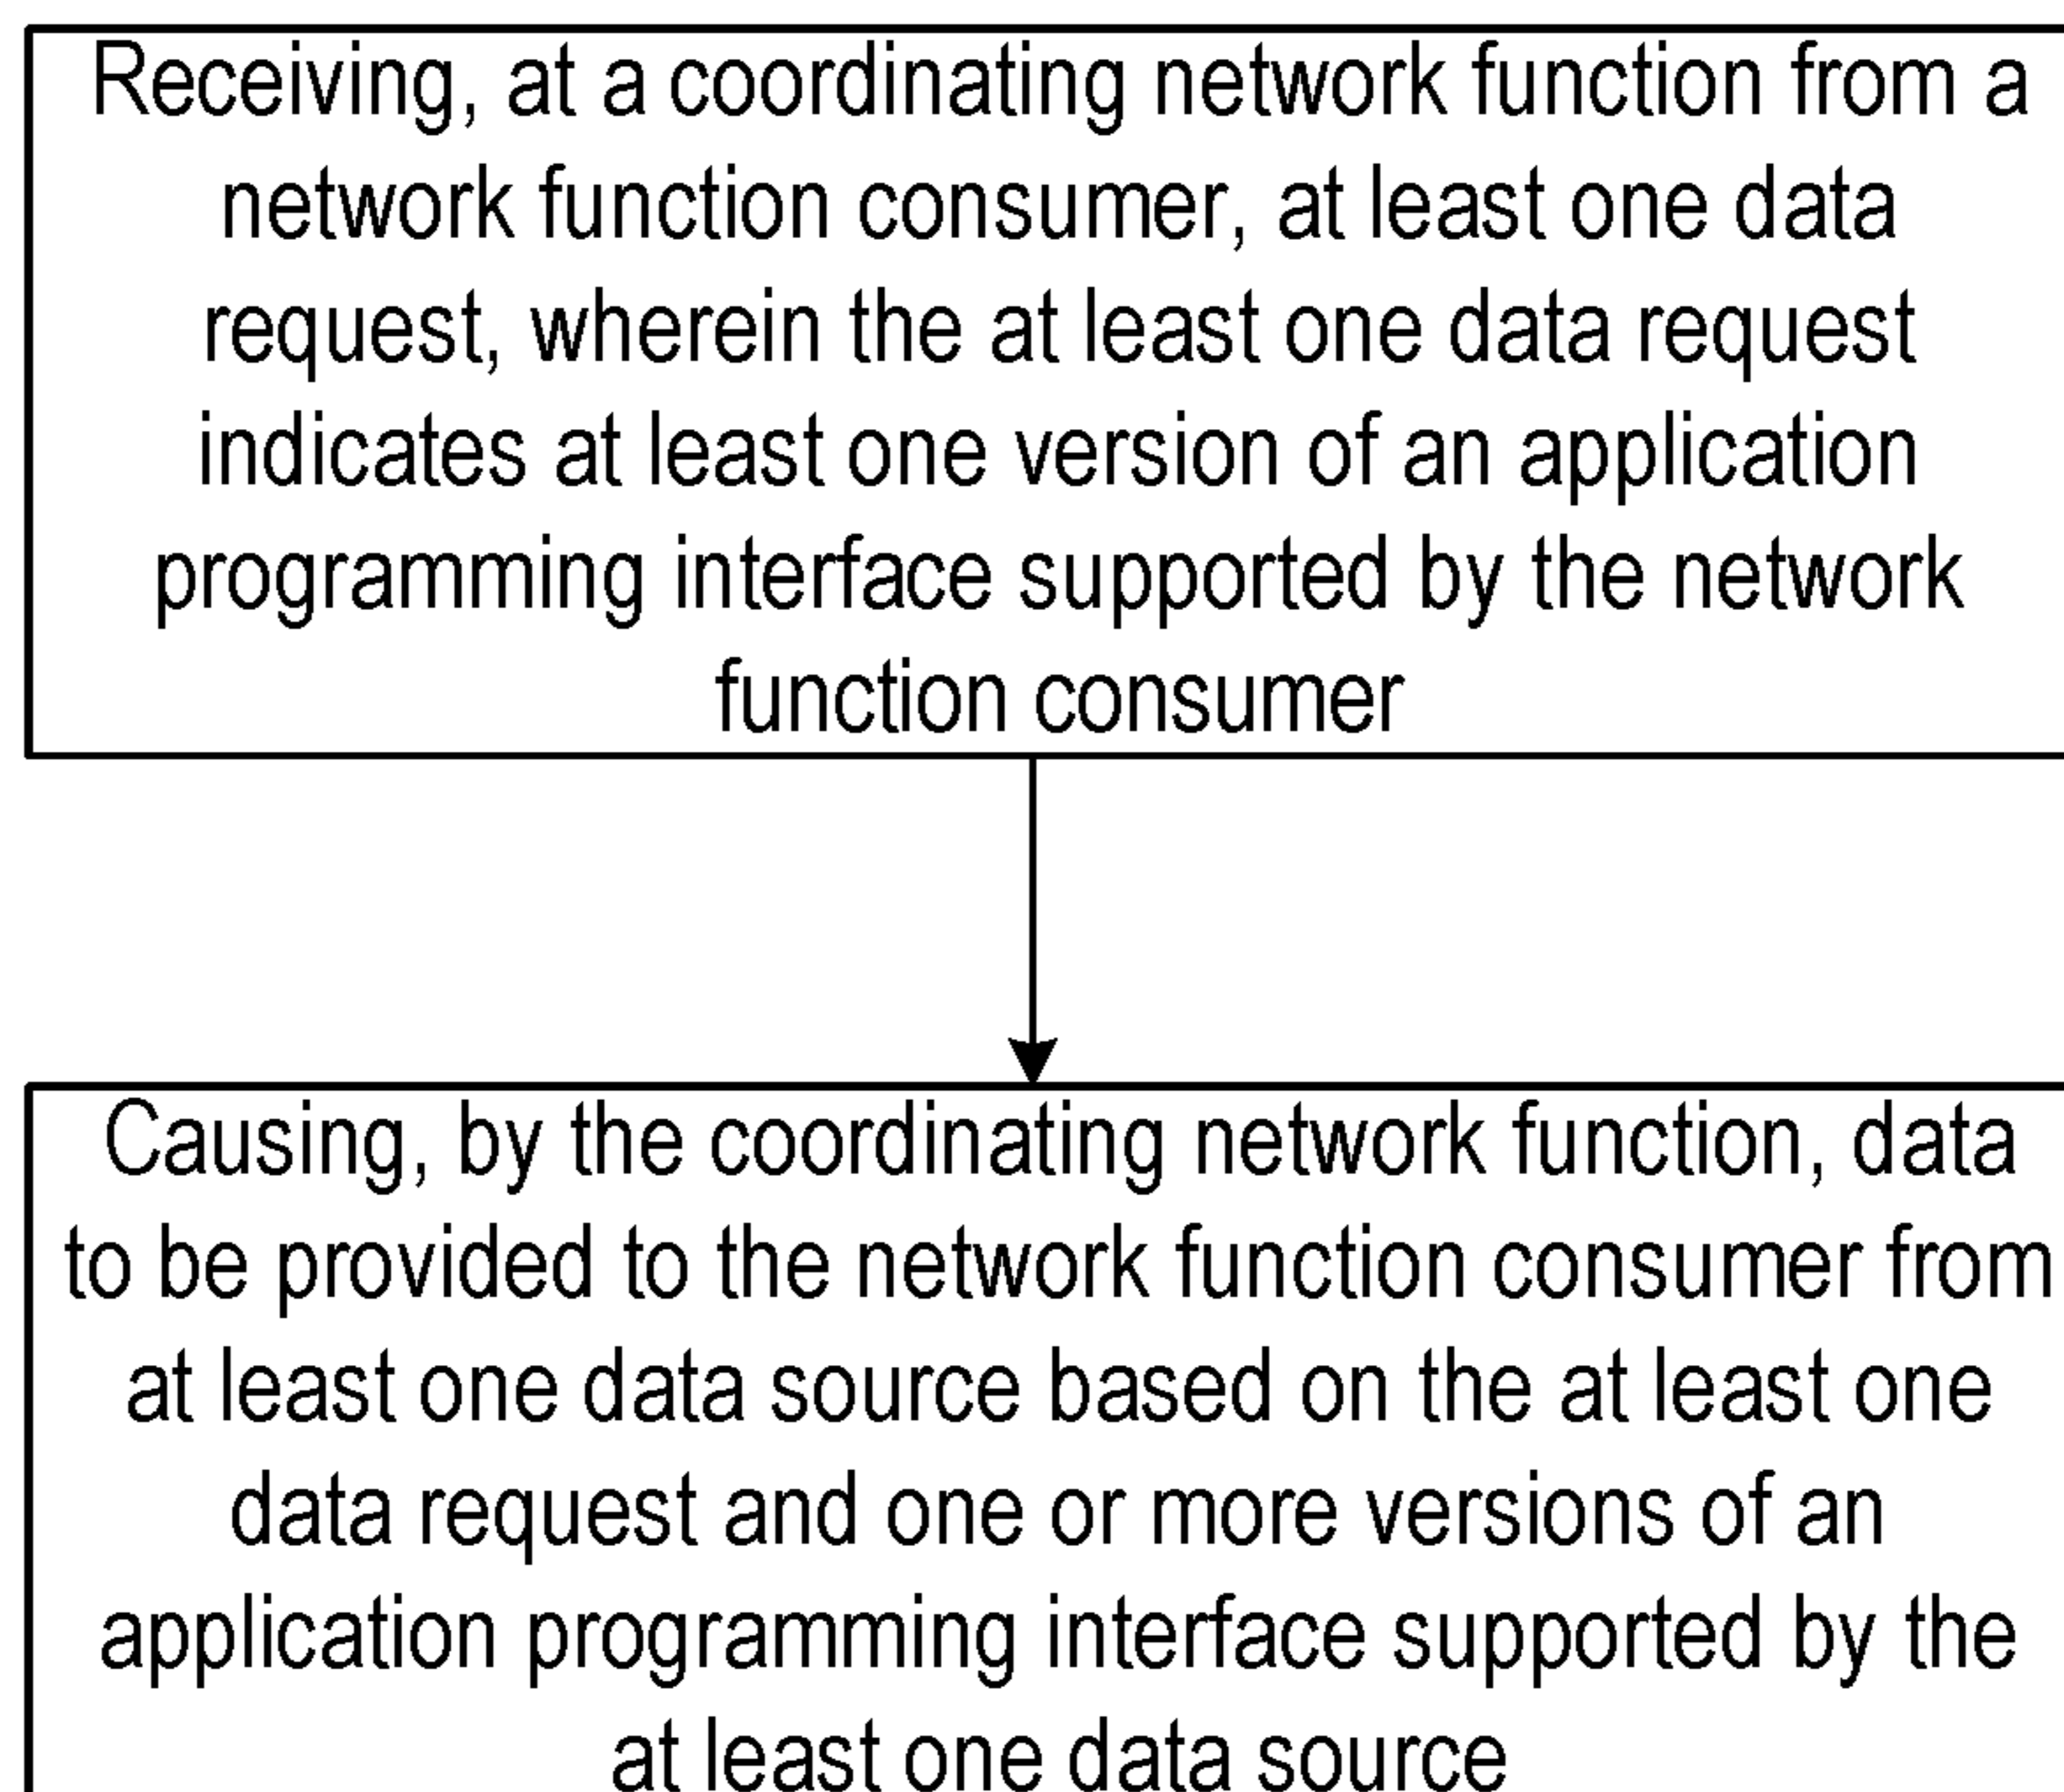 Receiving, at a coordinating network function from a
network function consumer, at least one data
request, wherein the at least one data request
indicates at least one version of an application
programming interface supported by the network
function consumer
Causing, by the coordinating network function, data
to be provided to the network function consumer from
at least one data source based on the at least one
data request and one or more versions of an
application programming interface supported by the
at least one data source